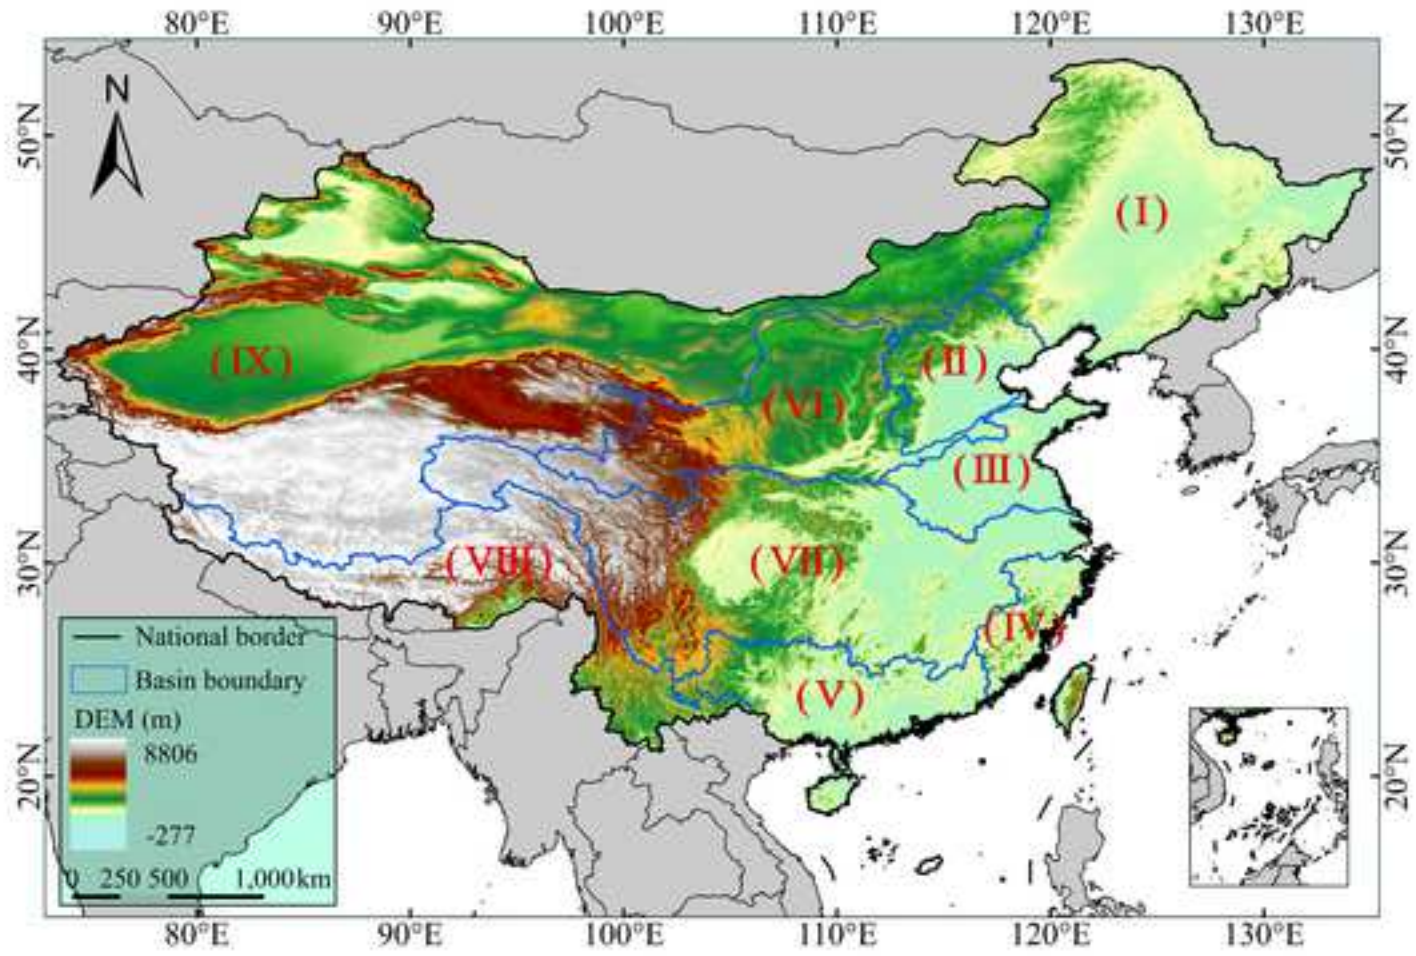 80°E 90°E 100°E 110°E 120°E 130°E
N
50°N 50°N
(I)
40°N 40°N
(IX) (II)
(VI)
(III)
30°N 30°N
(VIII) (VII)
(IV)
(V)
National border
Basin boundary
DEM (m)
8806
-277
20°N 20°N
0 250 500 1,000km
80°E 90°E 100°E 110°E 120°E 130°E